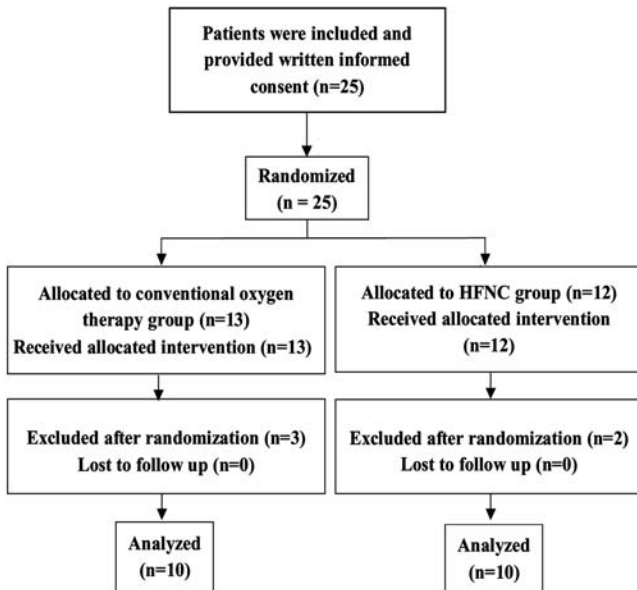 Patients were included and
provided written informed
consent (n=25)
Randomized
(n = 25)
Allocated to conventional oxygen
therapy group (n=13)
Received allocated intervention (n=13)
Allocated to HFNC group (n=12)
Received allocated intervention
(n=12)
Excluded after randomization (n=3)
Lost to follow up (n=0)
Excluded after randomization (n=2)
Lost to follow up (n=0)
Analyzed
(n=10)
Analyzed
(n=10)